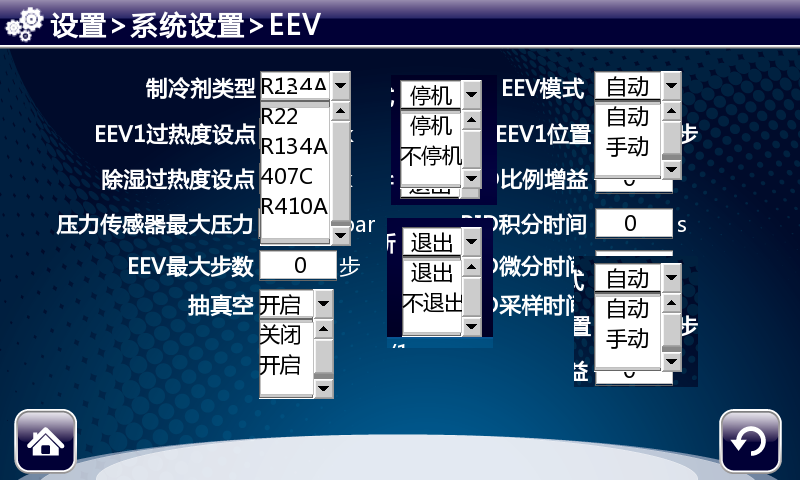 设置>系统设置>EEV
制冷剂类型 R134A
R22
R134A
407C
R410A
EEV1过热度设点
除湿过热度设点
压力传感器最大压力 bar
EEV最大步数 0 步
抽真空 开启
关闭
开启
停机
停机
不停机
退出
退出
不退出
EEV模式 自动
自动
手动
EEV1位置 步
比例增益
积分时间 0 s
微分时间
采样时间
自动
自动
手动
置 步
益 0